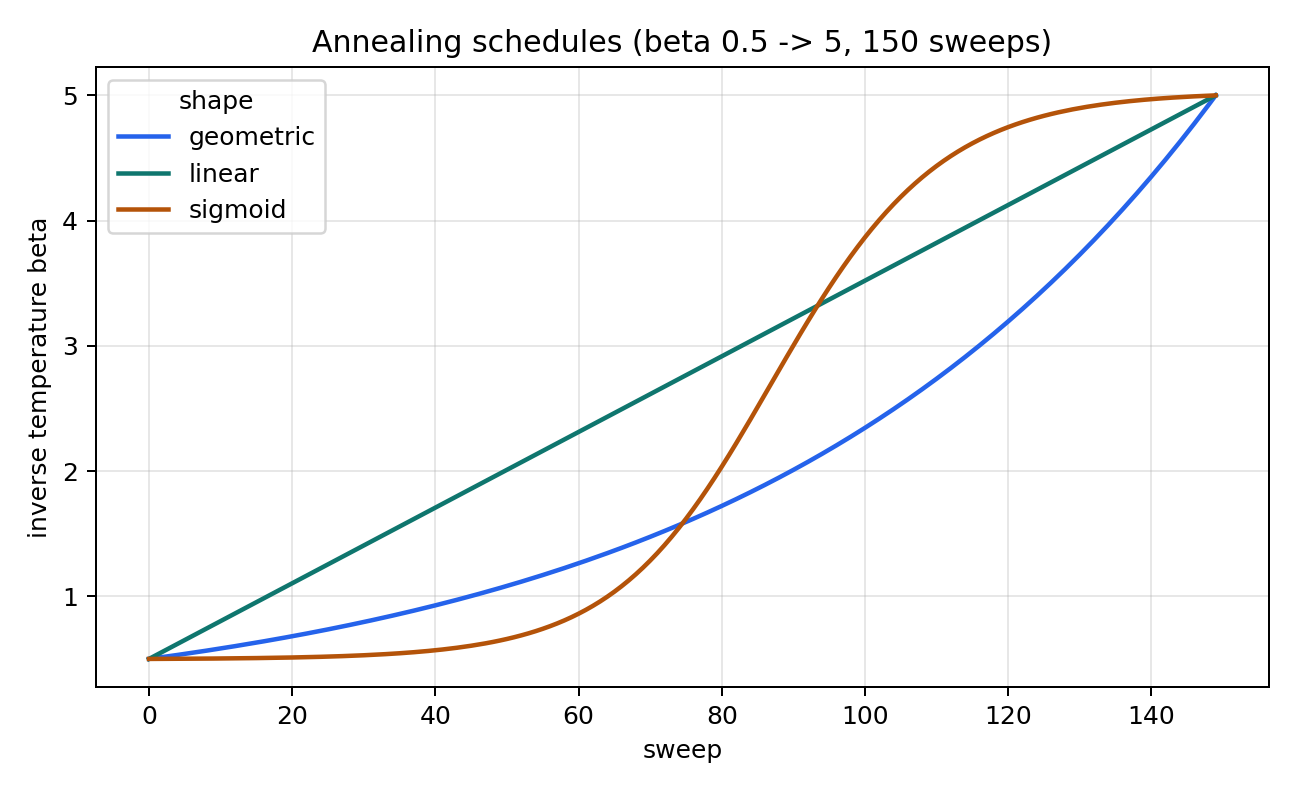 Annealing schedules (beta 0.5 -> 5, 150 sweeps)
shape
geometric
linear
sigmoid
inverse temperature beta
5
4
3
2
1
0 20 40 60 80 100 120 140
sweep